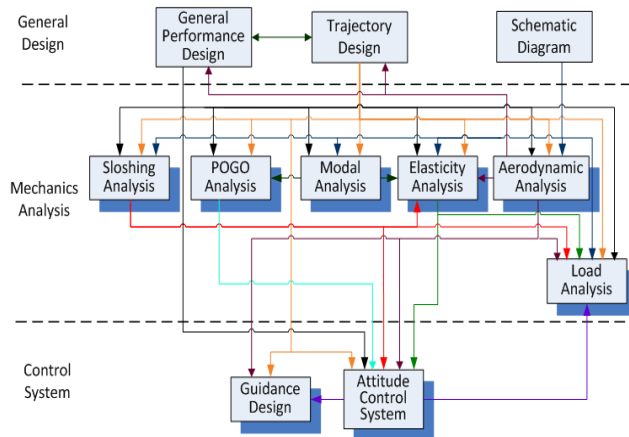 General
Design
General
Performance
Design
Trajectory
Design
Schematic
Diagram
Mechanics
Analysis
Sloshing
Analysis
POGO
Analysis
Modal
Analysis
Elasticity
Analysis
Aerodynamic
Analysis
Load
Analysis
Control
System
Guidance
Design
Attitude
Control
System